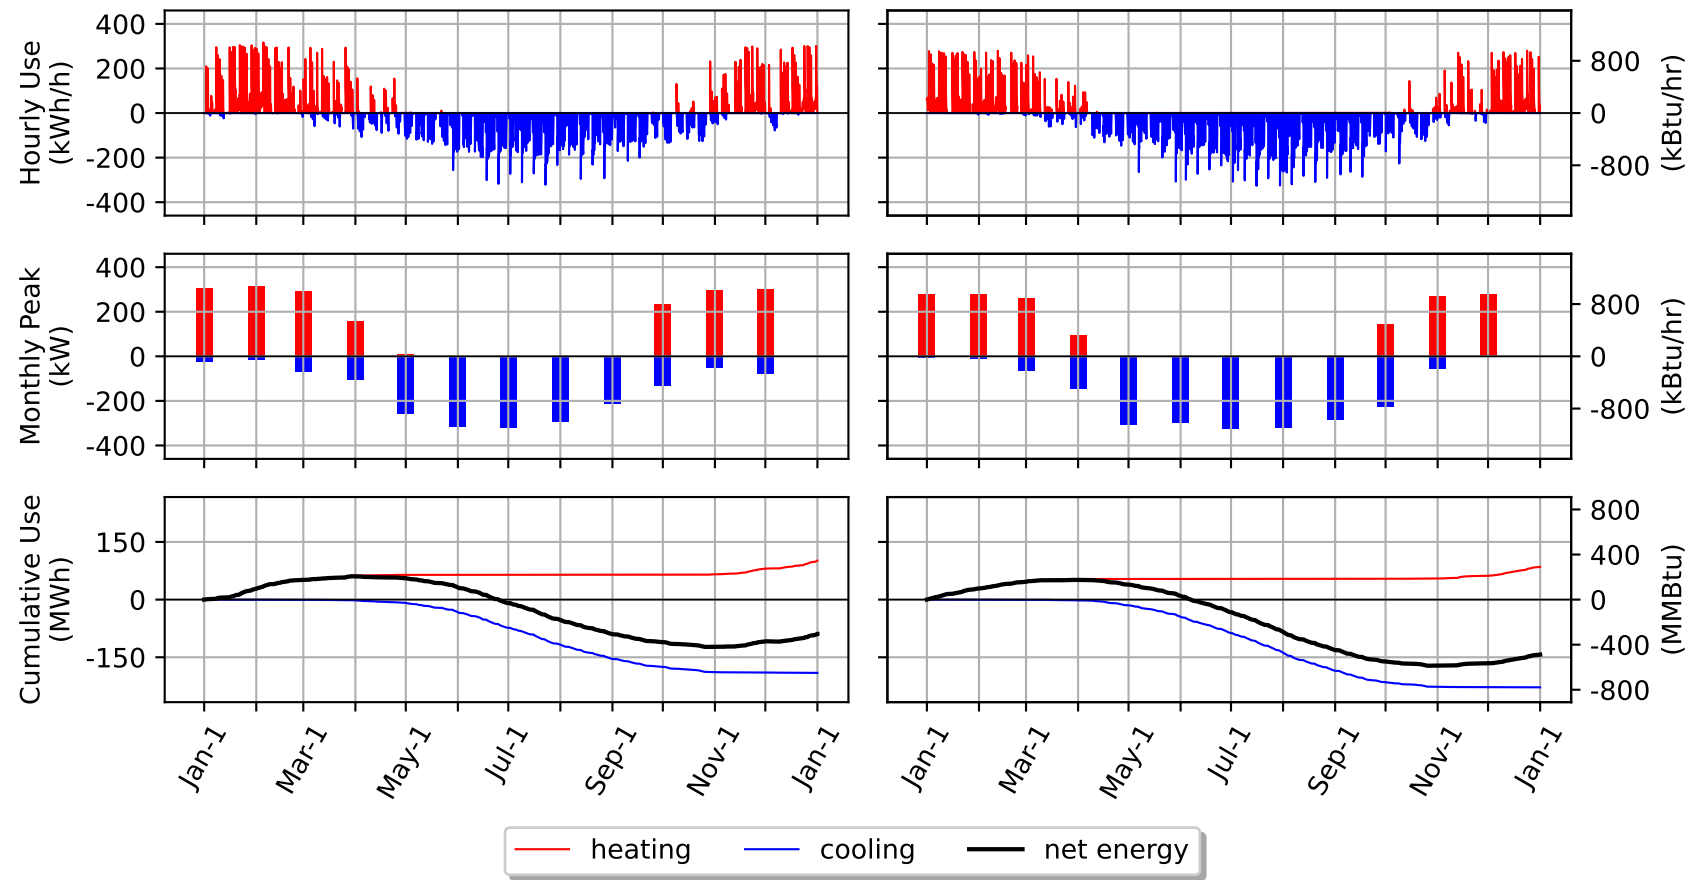 Hourly Use
(kWh/h)
400
200
0
-200
-400
800
0
-800
(kBtu/hr)
Monthly Peak
(kW)
400
200
0
-200
-400
800
0
-800
(kBtu/hr)
Cumulative Use
(MWh)
150
0
-150
800
400
0
-400
-800
(MMBtu)
Jan-1 Mar-1 May-1 Jul-1 Sep-1 Nov-1 Jan-1
Jan-1 Mar-1 May-1 Jul-1 Sep-1 Nov-1 Jan-1
heating cooling net energy